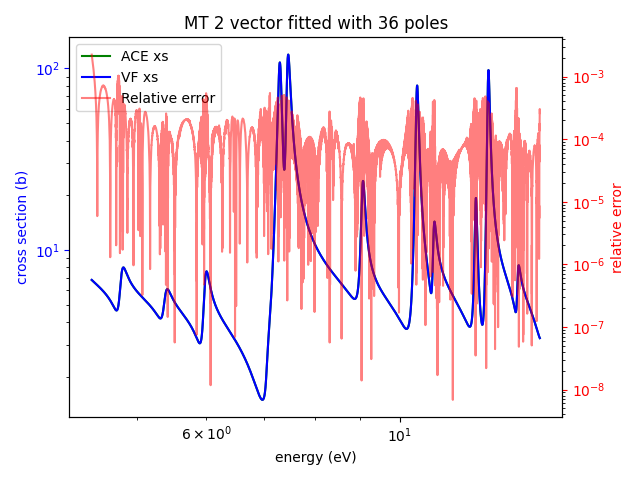 MT 2 vector fitted with 36 poles
ACE xs
VF xs
Relative error
cross section (b)
10²
10¹
relative error
10⁻³
10⁻⁴
10⁻⁵
10⁻⁶
10⁻⁷
10⁻⁸
6 × 10⁰
10¹
energy (eV)